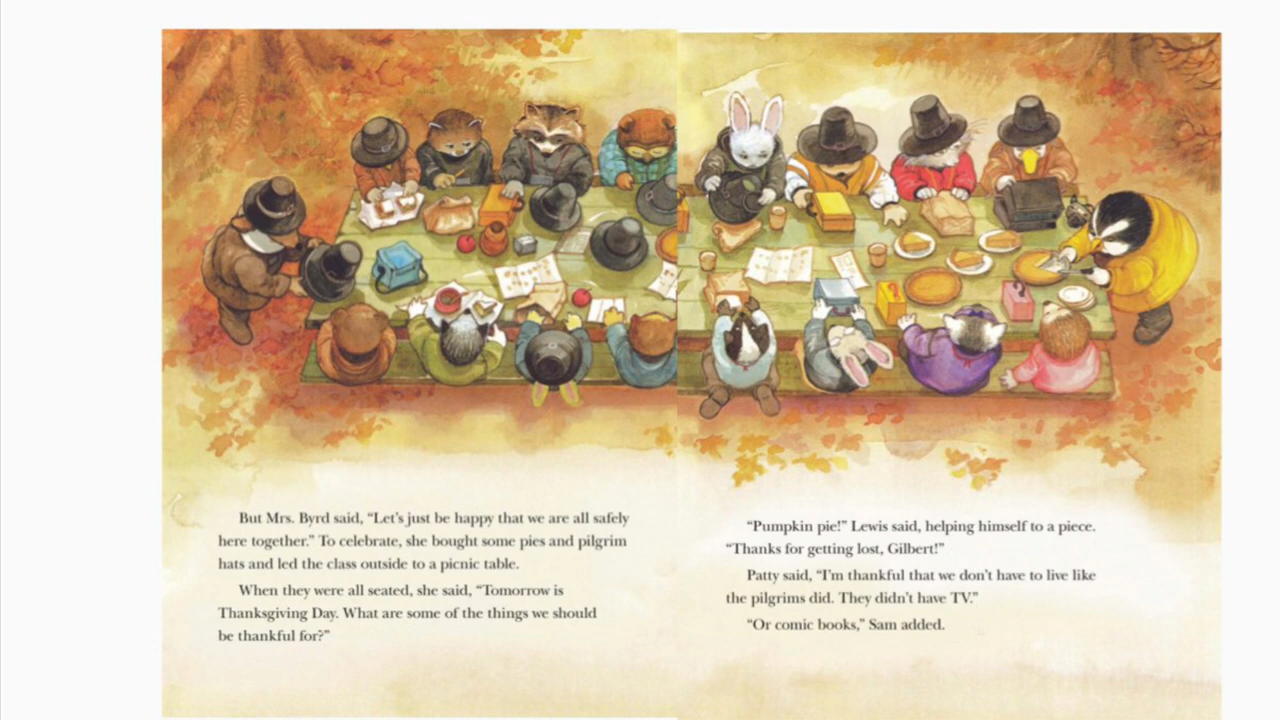 But Mrs. Byrd said, “Let’s just be happy that we are all safely
here together.” To celebrate, she bought some pies and pilgrim
hats and led the class outside to a picnic table.
When they were all seated, she said, “Tomorrow is
Thanksgiving Day. What are some of the things we should
be thankful for?”
“Pumpkin pie!” Lewis said, helping himself to a piece.
“Thanks for getting lost, Gilbert!”
Patty said, “I’m thankful that we don’t have to live like
the pilgrims did. They didn’t have TV.”
“Or comic books,” Sam added.